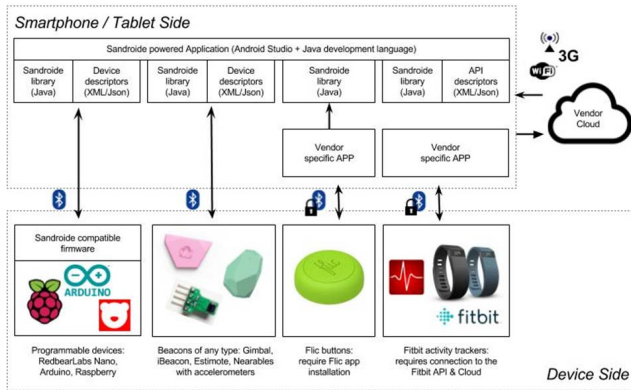 Smartphone / Tablet Side
Sandroide powered Application (Android Studio + Java development language)
Sandroide
library
(Java)
Device
descriptors
(XML/Json)
Sandroide
library
(Java)
Device
descriptors
(XML/Json)
Sandroide
library
(Java)
Sandroide
library
(Java)
API
descriptors
(XML/Json)
3G
WiFi
Vendor
Cloud
Vendor
specific APP
Vendor
specific APP
Sandroide compatible
firmware
ARDUINO
fitbit
Programmable devices:
RedbearLabs Nano,
Arduino, Raspberry
Beacons of any type: Gimbal,
iBeacon, Estimote, Nearables
with accelerometers
Flic buttons:
require Flic app
installation
Fitbit activity trackers:
requires connection to the
Fitbit API & Cloud
Device Side